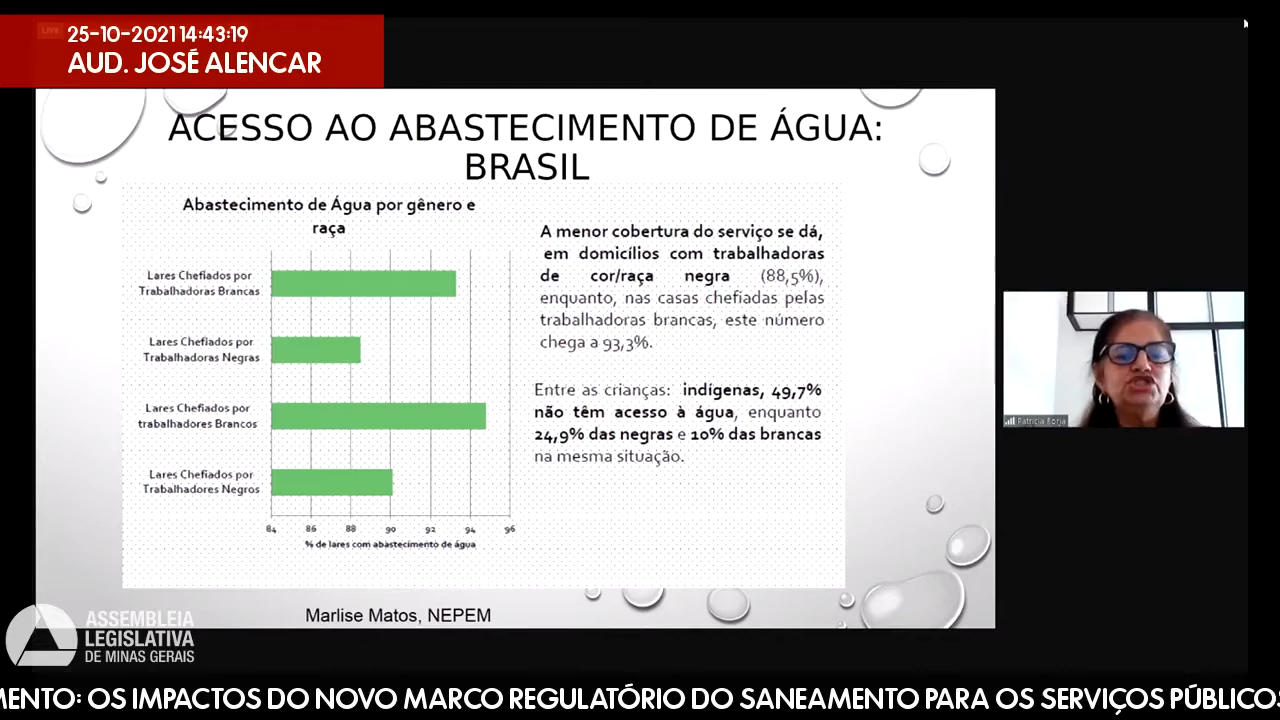 LIVE
25-10-2021 14:43:19
AUD. JOSÉ ALENCAR
ACESSO AO ABASTECIMENTO DE ÁGUA:
BRASIL
Abastecimento de Água por gênero e
raça
Lares Chefiados por
Trabalhadoras Brancas
Lares Chefiados por
Trabalhadoras Negras
Lares Chefiados por
trabalhadores Brancos
Lares Chefiados por
Trabalhadores Negros
84 86 88 90 92 94 96
% de lares com abastecimento de água
A menor cobertura do serviço se dá,
em domicílios com trabalhadoras
de cor/raça negra (88,5%),
enquanto, nas casas chefiadas pelas
trabalhadoras brancas, este número
chega a 93,3%.
Entre as crianças: indígenas, 49,7%
não têm acesso à água, enquanto
24,9% das negras e 10% das brancas
na mesma situação.
Patricia Borja
Marlise Matos, NEPEM
ASSEMBLEIA
LEGISLATIVA
DE MINAS GERAIS
MENTO: OS IMPACTOS DO NOVO MARCO REGULATÓRIO DO SANEAMENTO PARA OS SERVIÇOS PÚBLICOS